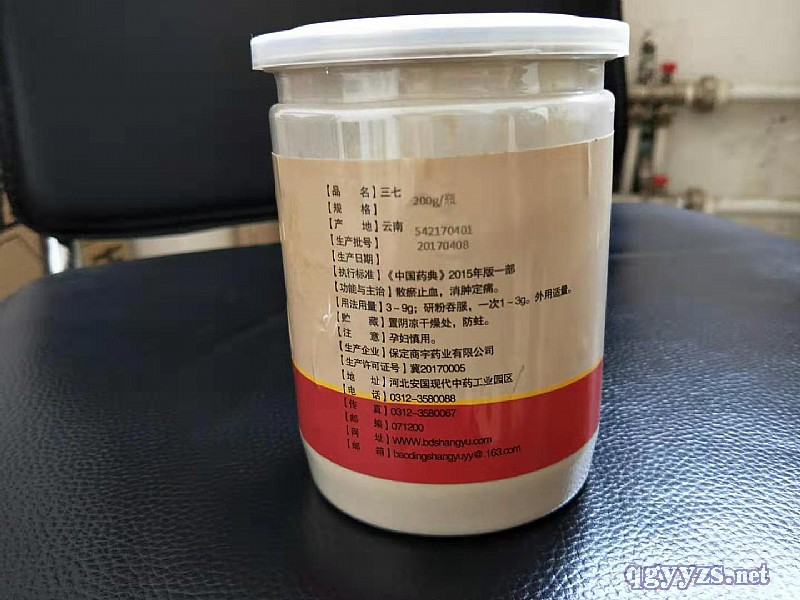 【品 名】三七
【规 格】 200g/瓶
【产 地】云南
【生产批号】 542170401
【生产日期】 20170408
【执行标准】《中国药典》2015年版一部
【功能与主治】散瘀止血，消肿定痛。
【用法用量】3～9g；研粉吞服，一次1～3g。外用适量。
【贮 藏】置阴凉干燥处，防蛀。
【注 意】孕妇慎用。
【生产企业】保定商宇药业有限公司
【生产许可证号】冀20170005
【地 址】河北安国现代中药工业园区
【电 话】0312-3580088
【传 真】0312-3580067
【邮 编】071200
【网 址】WWW.bdshangyu.com
【邮 箱】baodingshangyuyy@.163.com
qgyyzs.net